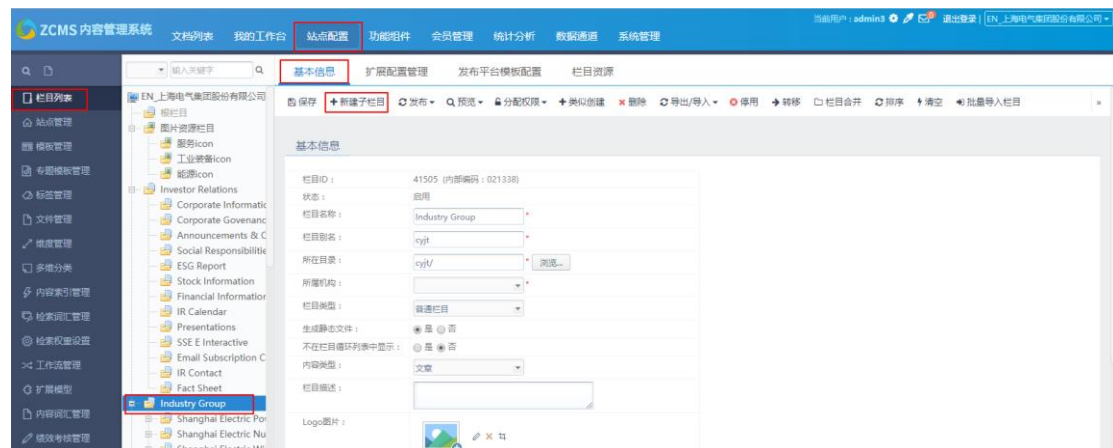 ZCMS 内容管理系统
文档列表 我的工作台 站点配置 功能组件 会员管理 统计分析 数据通道 系统管理
当前用户：admin3 退出登录 | EN_上海电气集团股份有限公司
栏目列表
站点管理
模板管理
专题模板管理
标签管理
文件管理
维度管理
多维分类
内容索引管理
检索词汇管理
检索权重设置
工作流管理
扩展模型
内容词汇管理
绩效考核管理
输入关键字
EN_上海电气集团股份有限公司
根栏目
图片资源栏目
服务icon
工业装备icon
能源icon
Investor Relations
Corporate Informatic
Corporate Govenanc
Announcements & C
Social Responsibilitie
ESG Report
Stock Information
Financial Information
IR Calendar
Presentations
SSE E Interactive
Email Subscription C
IR Contact
Fact Sheet
Industry Group
Shanghai Electric Po
Shanghai Electric Nu
基本信息 扩展配置管理 发布平台模板配置 栏目资源
保存 新建子栏目 发布 预览 分配权限 类似创建 删除 导出/导入 停用 转移 栏目合并 排序 清空 批量导入栏目 »
基本信息
栏目ID： 41505 (内部编码：021338)
状态： 启用
栏目名称： Industry Group *
栏目别名： cyjt *
所在目录： cyjt/ * 浏览...
所属机构： *
栏目类型： 普通栏目
生成静态文件： 是 否
不在栏目循环列表中显示： 是 否
内容类型： 文章
栏目描述：
Logo图片：